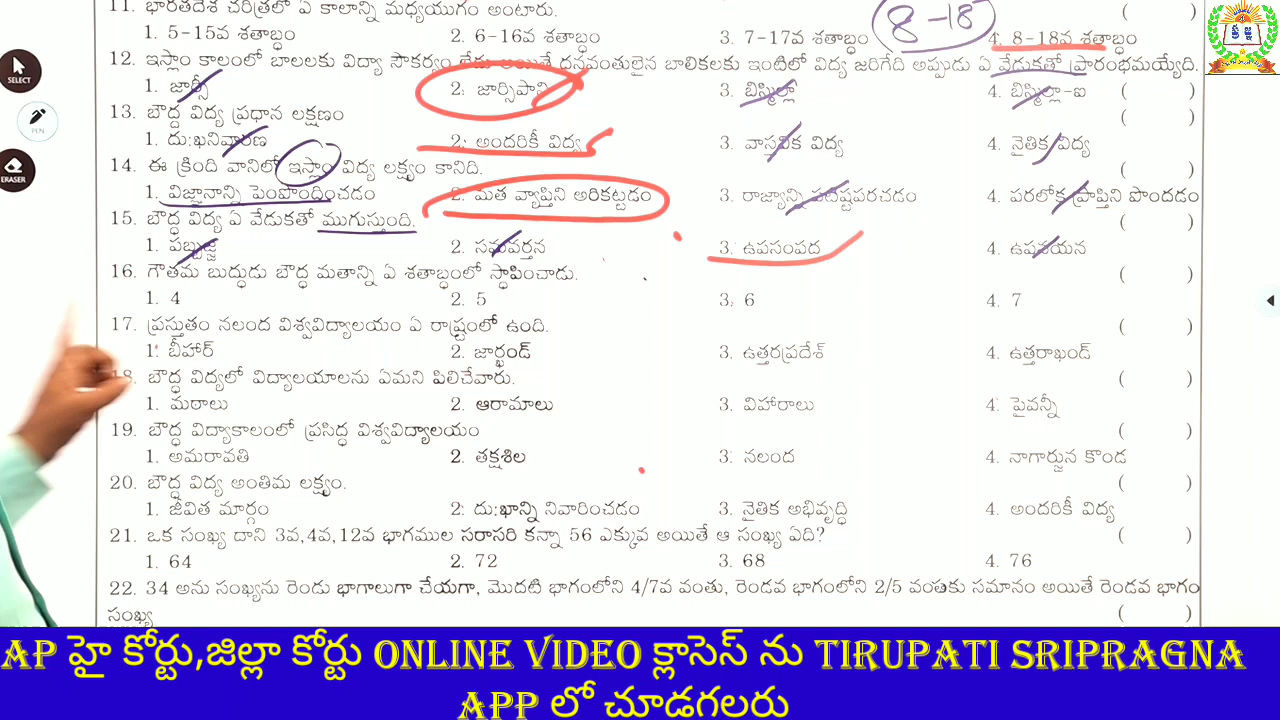 11. భారతదేశ చరిత్రలో ఏ కాలాన్ని మధ్యయుగం అంటారు. ( )
1. 5-15వ శతాబ్ధం 2. 6-16వ శతాబ్ధం 3. 7-17వ శతాబ్ధం 4. 8-18వ శతాబ్ధం
8-18
12. ఇస్లాం కాలంలో బాలలకు విద్యా సౌకర్యం లేదు అయితే ధనవంతులైన బాలికలకు ఇంటిలో విద్య జరిగేది అప్పుడు ఏ వేడుకతో ప్రారంభమయ్యేది.
1. జార్సీ 2. జార్సిపాని 3. బిస్మిల్లా 4. బిస్మిల్లా-ఐ ( )
13. బౌద్ధ విద్య ప్రధాన లక్షణం ( )
1. దు:ఖనివారణ 2. అందరికీ విద్య 3. వాస్తవిక విద్య 4. నైతిక విద్య
14. ఈ క్రింది వానిలో ఇస్లాం విద్య లక్ష్యం కానిది. ( )
1. విజ్ఞానాన్ని పెంపొందించడం 2. మత వ్యాప్తిని అరికట్టడం 3. రాజ్యాన్ని పటిష్టపరచడం 4. పరలోక ప్రాప్తిని పొందడం
15. బౌద్ధ విద్య ఏ వేడుకతో ముగుస్తుంది. ( )
1. పబ్బజ్జ 2. సమవర్తన 3. ఉపసంపద 4. ఉపనయన
16. గౌతమ బుద్ధుడు బౌద్ధ మతాన్ని ఏ శతాబ్ధంలో స్థాపించాడు. ( )
1. 4 2. 5 3. 6 4. 7
17. ప్రస్తుతం నలంద విశ్వవిద్యాలయం ఏ రాష్ట్రంలో ఉంది. ( )
1. బీహార్ 2. జార్ఖండ్ 3. ఉత్తరప్రదేశ్ 4. ఉత్తరాఖండ్
18. బౌద్ధ విద్యలో విద్యాలయాలను ఏమని పిలిచేవారు. ( )
1. మఠాలు 2. ఆరామాలు 3. విహారాలు 4. పైవన్నీ
19. బౌద్ధ విద్యాకాలంలో ప్రసిద్ధ విశ్వవిద్యాలయం ( )
1. అమరావతి 2. తక్షశిల 3. నలంద 4. నాగార్జున కొండ
20. బౌద్ధ విద్య అంతిమ లక్ష్యం. ( )
1. జీవిత మార్గం 2. దు:ఖాన్ని నివారించడం 3. నైతిక అభివృద్ధి 4. అందరికీ విద్య
21. ఒక సంఖ్య దాని 3వ,4వ,12వ భాగముల సరాసరి కన్నా 56 ఎక్కువ అయితే ఆ సంఖ్య ఏది? ( )
1. 64 2. 72 3. 68 4. 76
22. 34 అను సంఖ్యను రెండు భాగాలుగా చేయగా, మొదటి భాగంలోని 4/7వ వంతు, రెండవ భాగంలోని 2/5 వంతుకు సమానం అయితే రెండవ భాగం
సంఖ్య ( )
SELECT
PEN
ERASER
AP హై కోర్టు,జిల్లా కోర్టు ONLINE VIDEO క్లాసెస్ ను TIRUPATI SRIPRAGNA
APP లో చూడగలరు